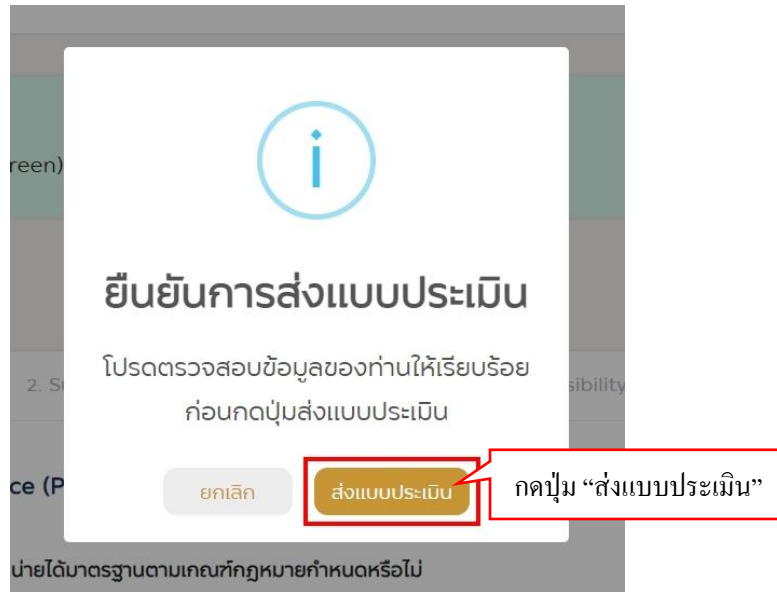 reen)
ยืนยันการส่งแบบประเมิน
โปรดตรวจสอบข้อมูลของท่านให้เรียบร้อย
ก่อนกดปุ่มส่งแบบประเมิน
2. S
sibility
ce (P
ยกเลิก
ส่งแบบประเมิน
กดปุ่ม “ส่งแบบประเมิน”
น่ายได้มาตรฐานตามเกณฑ์กฎหมายกำหนดหรือไม่